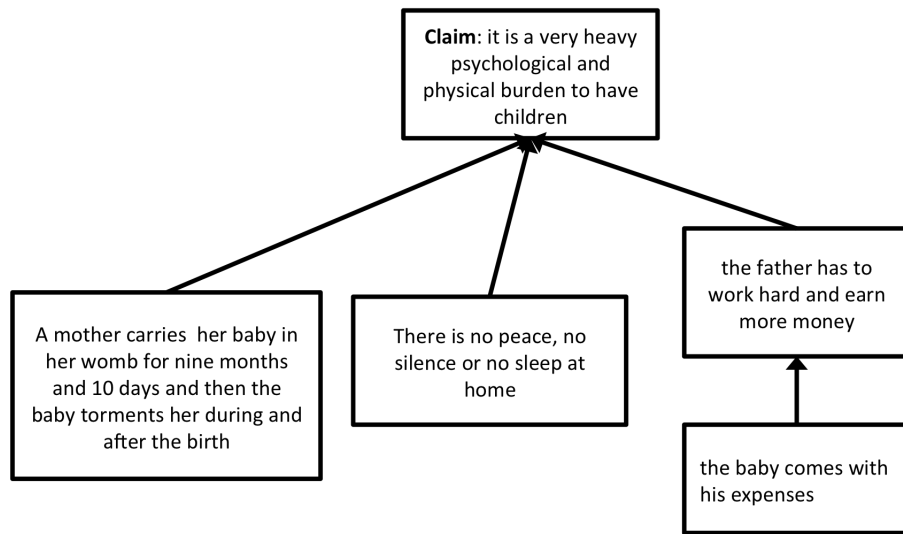 Claim: it is a very heavy
psychological and
physical burden to have
children
the father has to
work hard and earn
more money
A mother carries  her baby in
her womb for nine months
and 10 days and then the
baby torments her during and
after the birth
There is no peace, no
silence or no sleep at
home
the baby comes with
his expenses